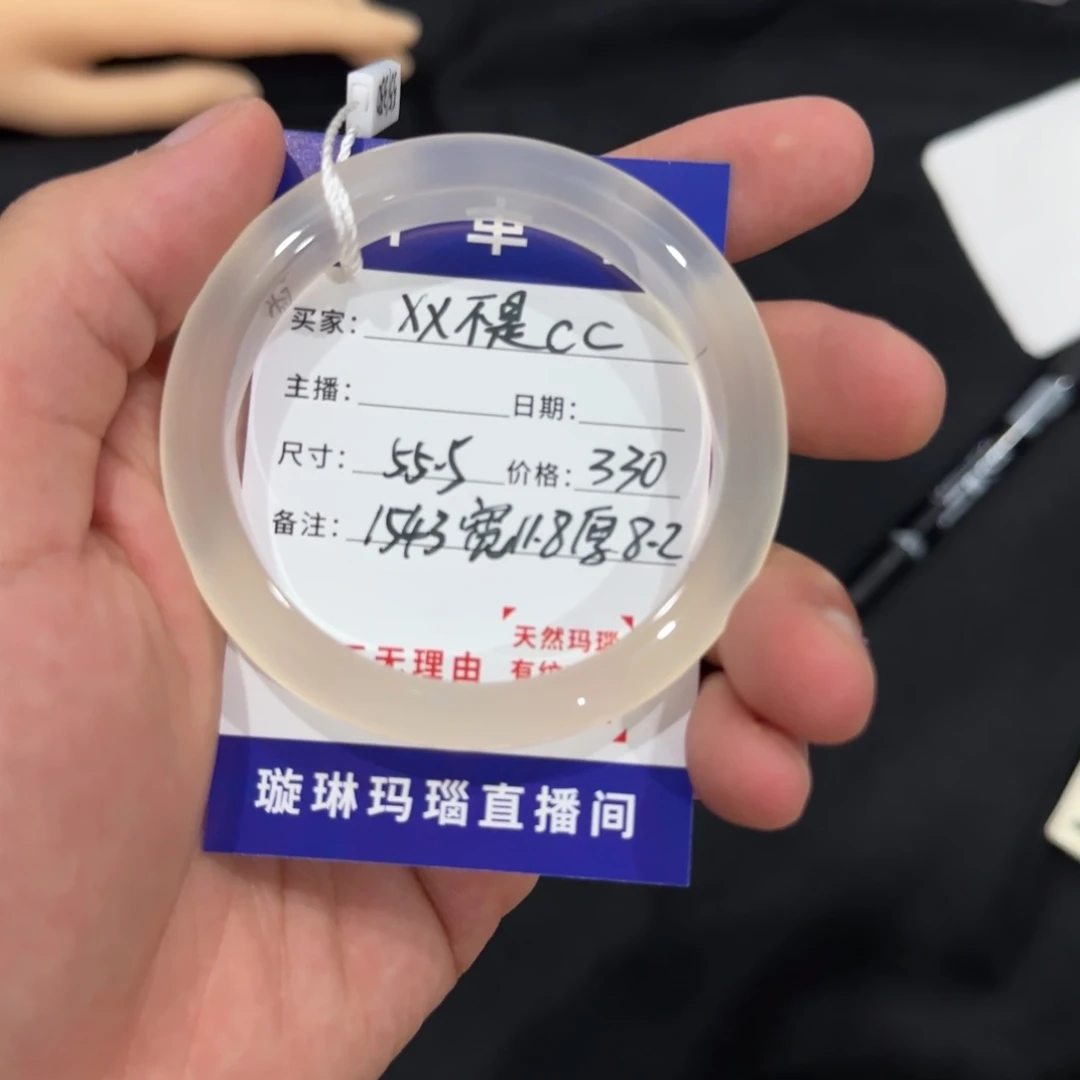 单
买家: XX不是CC
主播: 日期:
尺寸: 55.5 价格: 330
备注: 1543 宽11.8厚8.2
天然玛瑙
无理由 有
璇琳玛瑙直播间